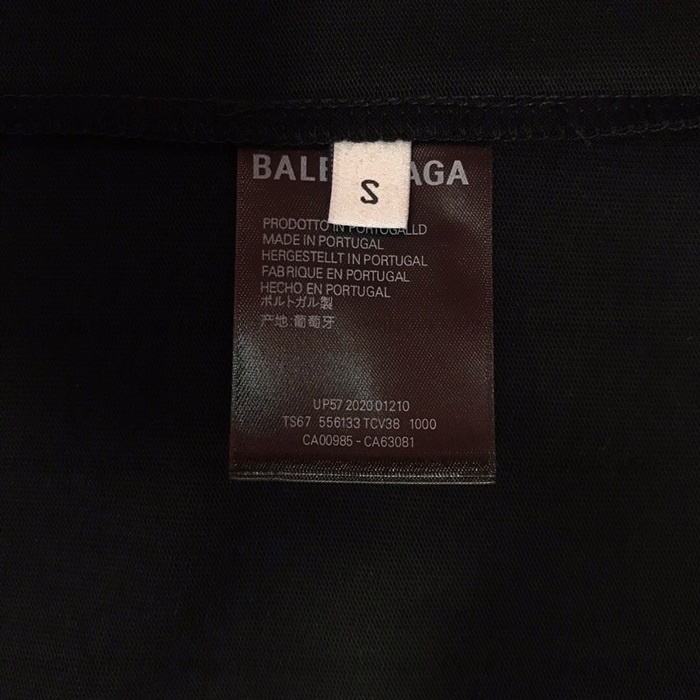 BALE AGA
S
PRODOTTO IN PORTUGALLD
MADE IN PORTUGAL
HERGESTELLT IN PORTUGAL
FABRIQUE EN PORTUGAL
HECHO EN PORTUGAL
ポルトガル製
产地:葡萄牙
UP57 2020 01210
TS67 556133 TCV38 1000
CA00985 - CA63081